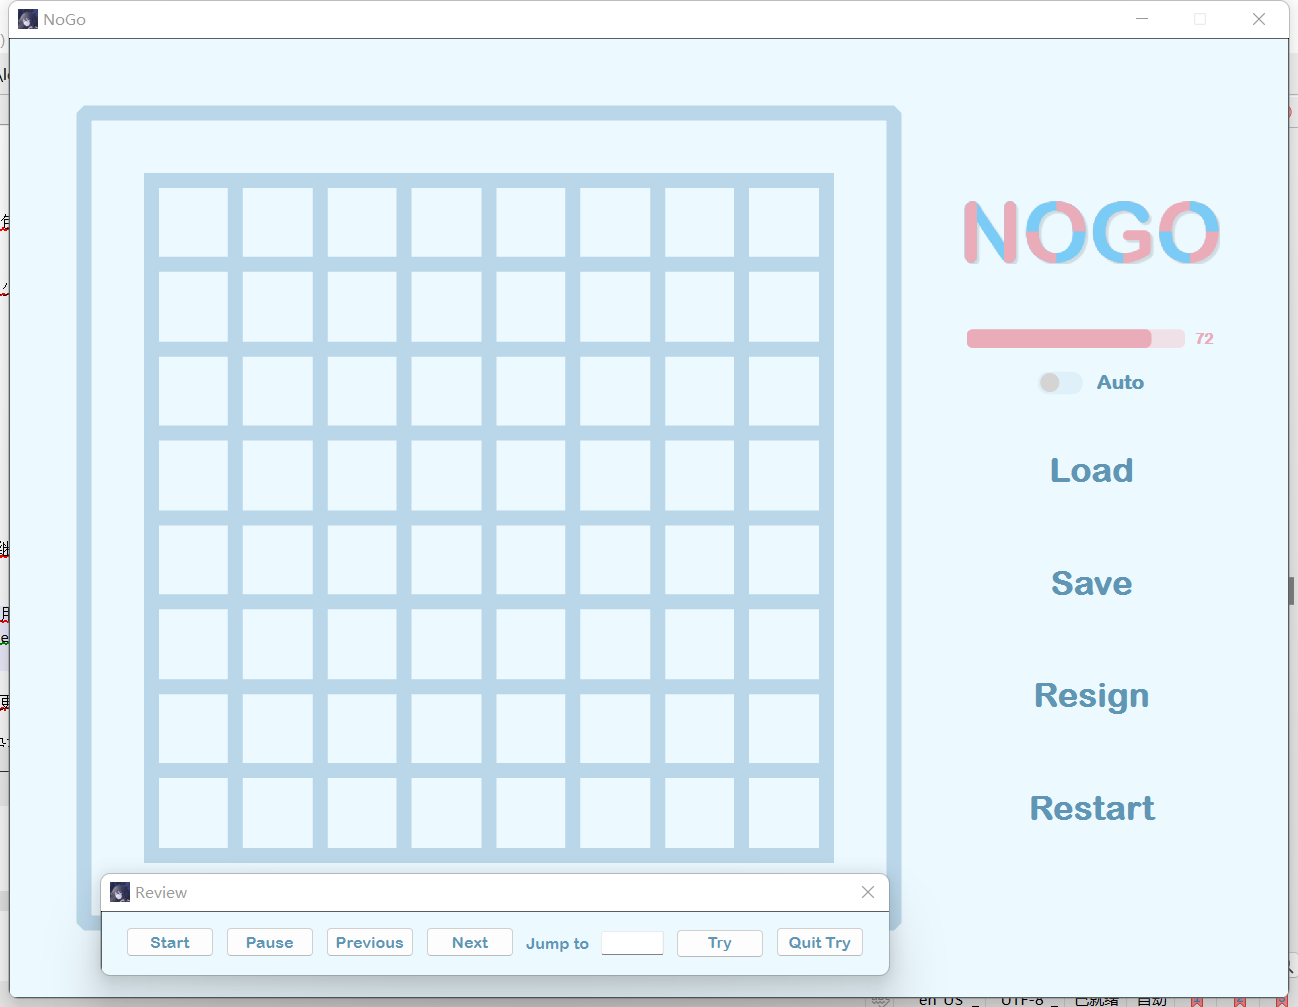 NoGo
NOGO
72
Auto
Load
Save
Resign
Restart
Review
Start
Pause
Previous
Next
Jump to
Try
Quit Try
en_US
UTF-8
已就绪
自动